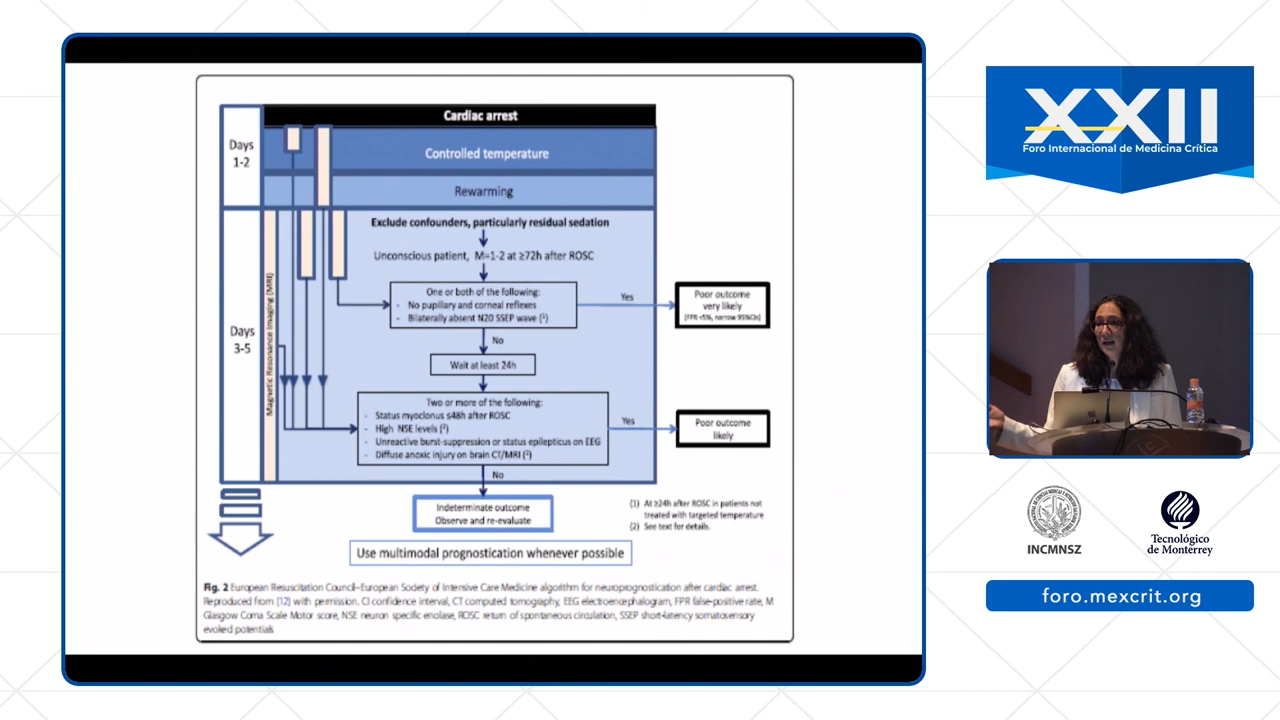 Cardiac arrest
Days
1-2
Controlled temperature
Rewarming
Days
3-5
Magnetic Resonance Imaging (MRI)
Exclude confounders, particularly residual sedation
Unconscious patient, M=1-2 at ≥72h after ROSC
One or both of the following:
- No pupillary and corneal reflexes
- Bilaterally absent N20 SSEP wave (1)
Yes
Poor outcome
very likely
(FPR <5%, narrow 95%CIs)
No
Wait at least 24h
Two or more of the following:
- Status myoclonus ≤48h after ROSC
- High NSE levels (2)
- Unreactive burst-suppression or status epilepticus on EEG
- Diffuse anoxic injury on brain CT/MRI (2)
Yes
Poor outcome
likely
No
Indeterminate outcome
Observe and re-evaluate
(1) At ≥24h after ROSC in patients not
treated with targeted temperature
(2) See text for details.
Use multimodal prognostication whenever possible
Fig. 2 European Resuscitation Council–European Society of Intensive Care Medicine algorithm for neuroprognostication after cardiac arrest.
Reproduced from [12] with permission. CI confidence interval, CT computed tomography, EEG electroencephalogram, FPR false-positive rate, M
Glasgow Coma Scale Motor score, NSE neuron specific enolase, ROSC return of spontaneous circulation, SSEP short-latency somatosensory
evoked potentials
XXII
Foro Internacional de Medicina Crítica
INCMNSZ
Tecnológico
de Monterrey
foro.mexcrit.org